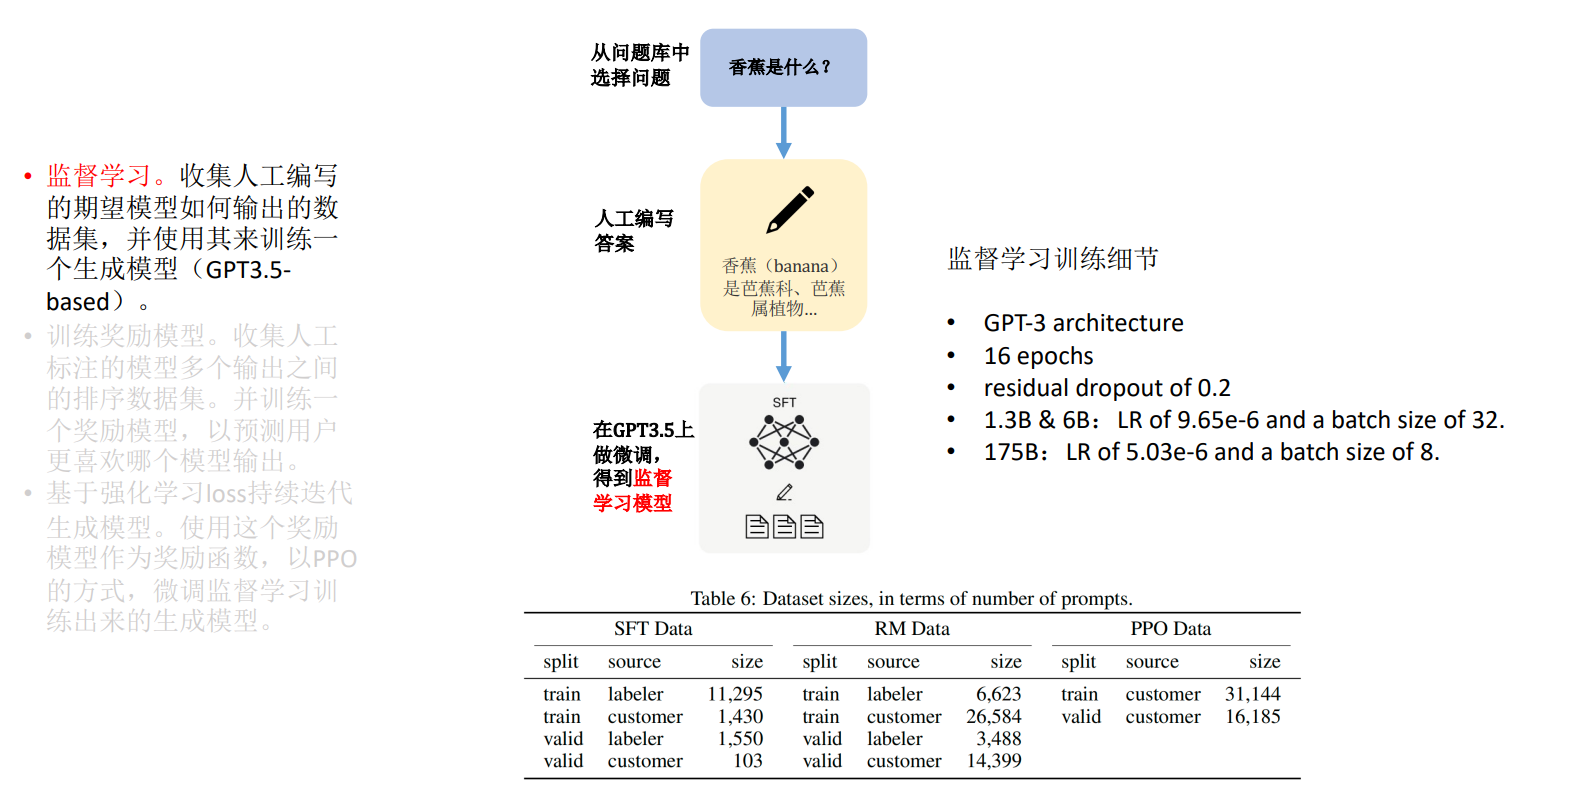 • 监督学习。收集人工编写
的期望模型如何输出的数
据集，并使用其来训练一
个生成模型（GPT3.5-
based）。
• 训练奖励模型。收集人工
标注的模型多个输出之间
的排序数据集。并训练一
个奖励模型，以预测用户
更喜欢哪个模型输出。
• 基于强化学习loss持续迭代
生成模型。使用这个奖励
模型作为奖励函数，以PPO
的方式，微调监督学习训
练出来的生成模型。
从问题库中
选择问题
香蕉是什么？
人工编写
答案
香蕉（banana）
是芭蕉科、芭蕉
属植物...
在GPT3.5上
做微调，
得到监督
学习模型
SFT
监督学习训练细节
• GPT-3 architecture
• 16 epochs
• residual dropout of 0.2
• 1.3B & 6B： LR of 9.65e-6 and a batch size of 32.
• 175B： LR of 5.03e-6 and a batch size of 8.
Table 6: Dataset sizes, in terms of number of prompts.
SFT Data RM Data PPO Data
split source size split source size split source size
train labeler 11,295 train labeler 6,623 train customer 31,144
train customer 1,430 train customer 26,584 valid customer 16,185
valid labeler 1,550 valid labeler 3,488
valid customer 103 valid customer 14,399